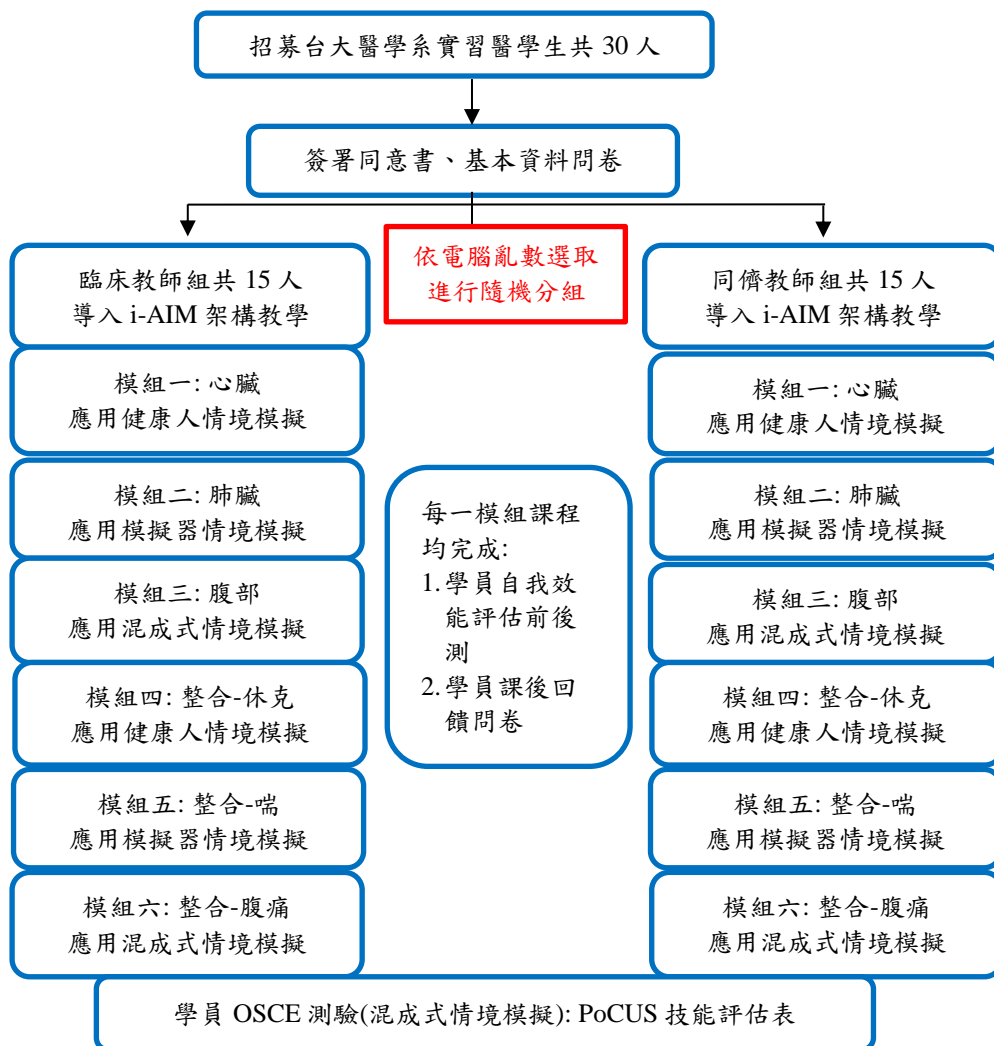 招募台大醫學系實習醫學生共 30 人
簽署同意書、基本資料問卷
臨床教師組共 15 人
導入 i-AIM 架構教學
依電腦亂數選取
進行隨機分組
同儕教師組共 15 人
導入 i-AIM 架構教學
模組一: 心臟
應用健康人情境模擬
模組二: 肺臟
應用模擬器情境模擬
模組三: 腹部
應用混成式情境模擬
模組四: 整合-休克
應用健康人情境模擬
模組五: 整合-喘
應用模擬器情境模擬
模組六: 整合-腹痛
應用混成式情境模擬
每一模組課程
均完成:
1. 學員自我效
能評估前後
測
2. 學員課後回
饋問卷
模組一: 心臟
應用健康人情境模擬
模組二: 肺臟
應用模擬器情境模擬
模組三: 腹部
應用混成式情境模擬
模組四: 整合-休克
應用健康人情境模擬
模組五: 整合-喘
應用模擬器情境模擬
模組六: 整合-腹痛
應用混成式情境模擬
學員 OSCE 測驗(混成式情境模擬): PoCUS 技能評估表